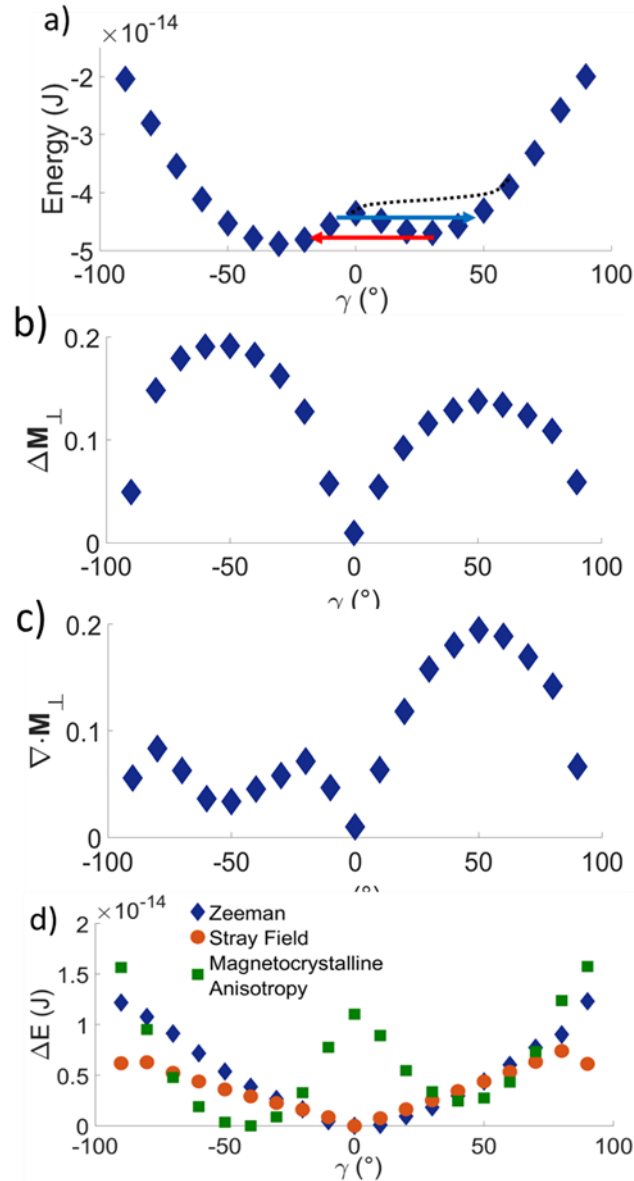 a)
×10⁻¹⁴
Energy (J)
-2
-3
-4
-5
-100
-50
0
50
100
γ (°)
b)
ΔM⊥
0.2
0.1
0
-100
-50
0
50
100
γ (°)
c)
∇·M⊥
0.2
0.1
0
-100
-50
0
50
100
d)
×10⁻¹⁴
ΔE (J)
2
1.5
1
0.5
0
Zeeman
Stray Field
Magnetocrystalline
Anisotropy
-100
-50
0
50
100
γ (°)